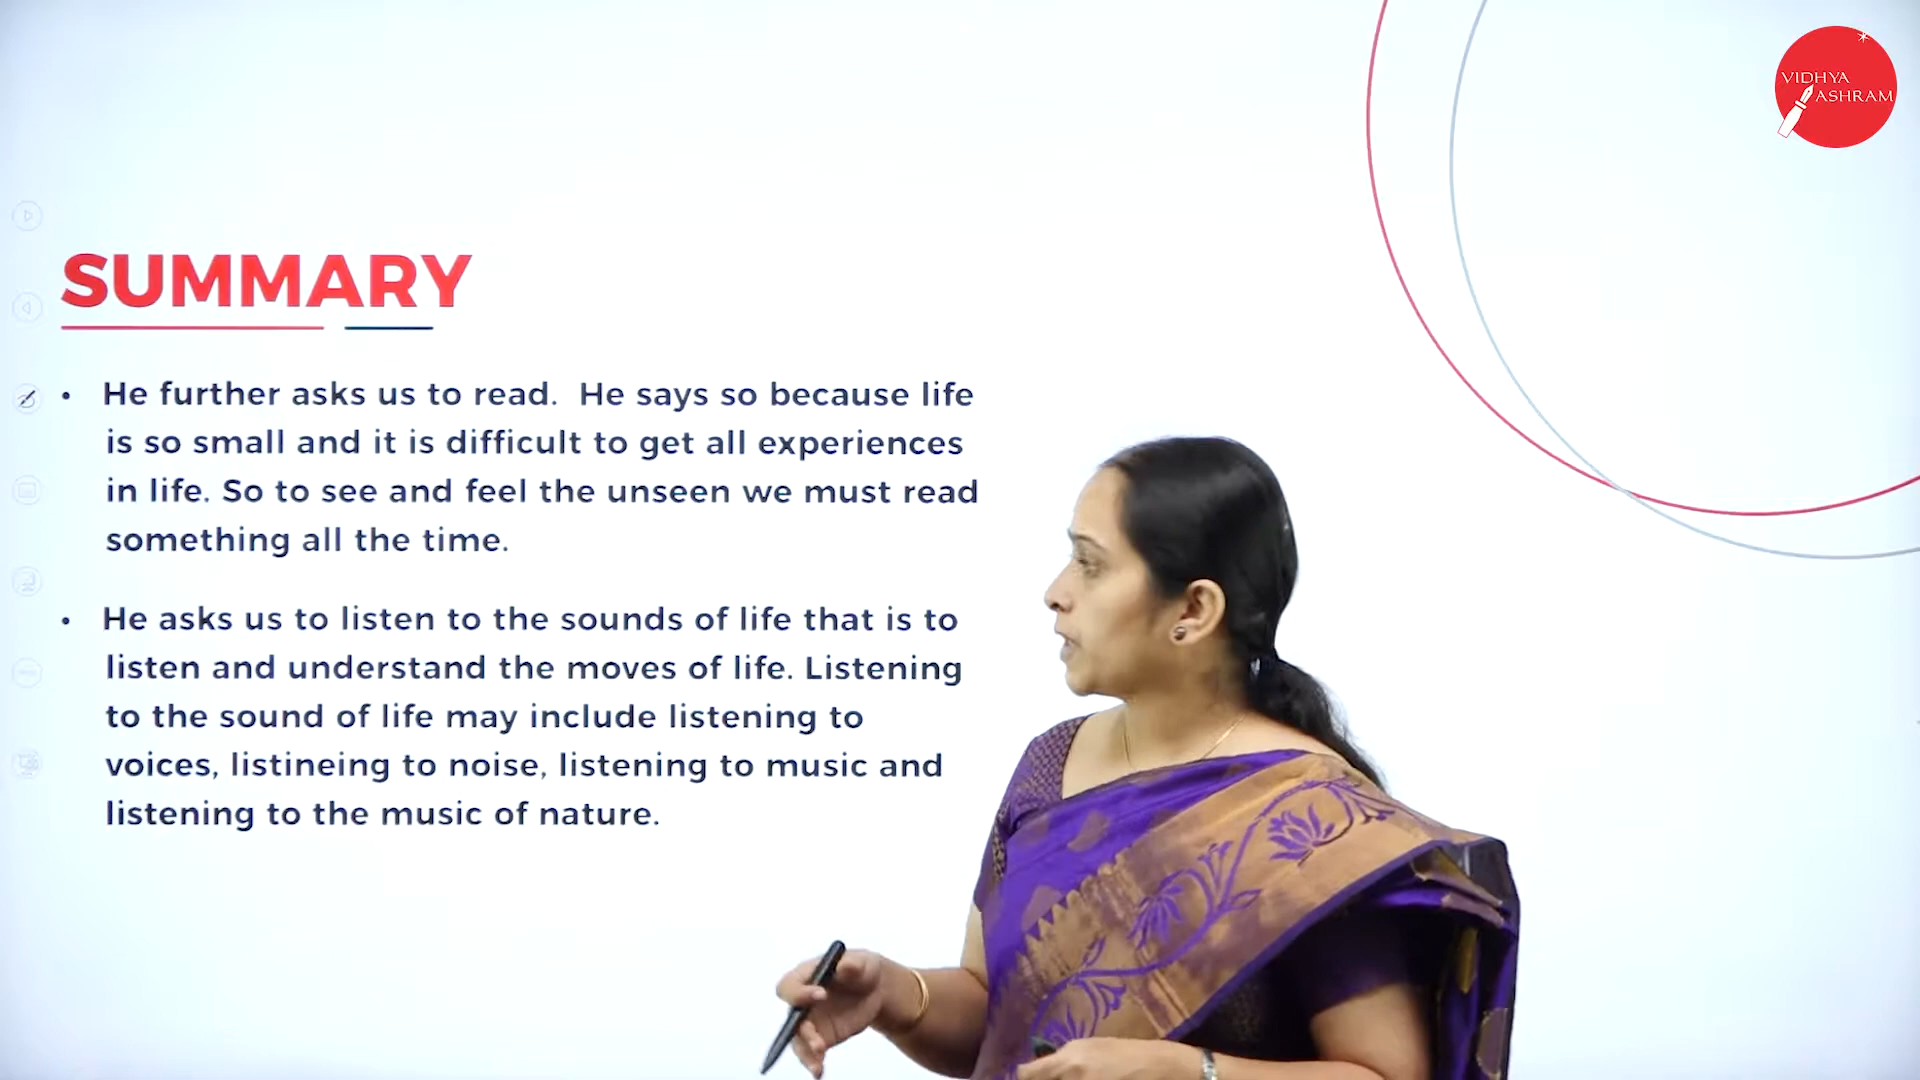 VIDHYA
ASHRAM
SUMMARY
• He further asks us to read. He says so because life
is so small and it is difficult to get all experiences
in life. So to see and feel the unseen we must read
something all the time.
• He asks us to listen to the sounds of life that is to
listen and understand the moves of life. Listening
to the sound of life may include listening to
voices, listineing to noise, listening to music and
listening to the music of nature.